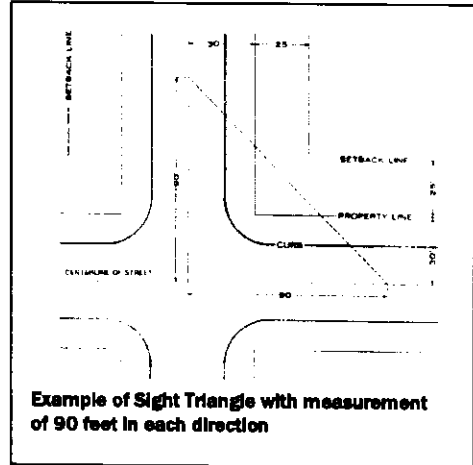 30
25
SETBACK LINE
90
SETBACK LINE
25
PROPERTY LINE
CURB
30
CENTERLINE OF STREET
90
Example of Sight Triangle with measurement
of 90 feet in each direction